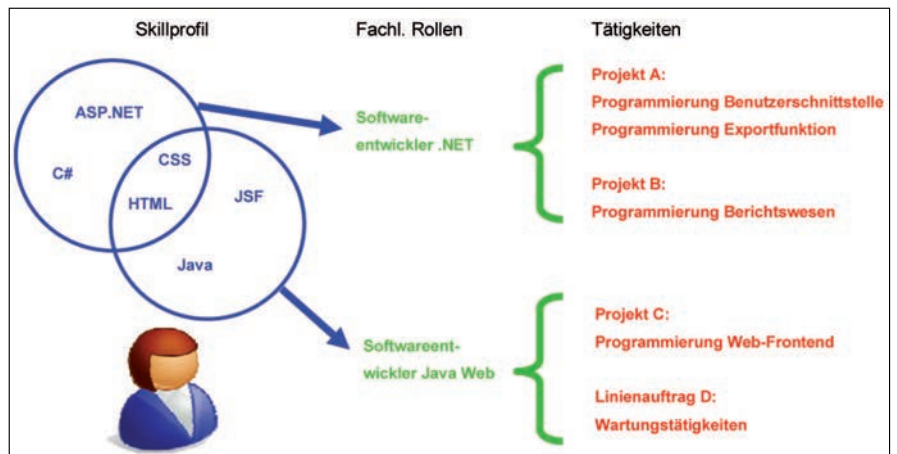 Skillprofil
Fachl. Rollen
Tätigkeiten
ASP.NET
C#
CSS
HTML
JSF
Java
Software-
entwickler .NET
Projekt A:
Programmierung Benutzerschnittstelle
Programmierung Exportfunktion
Projekt B:
Programmierung Berichtswesen
Softwareent-
wickler Java Web
Projekt C:
Programmierung Web-Frontend
Linienauftrag D:
Wartungstätigkeiten